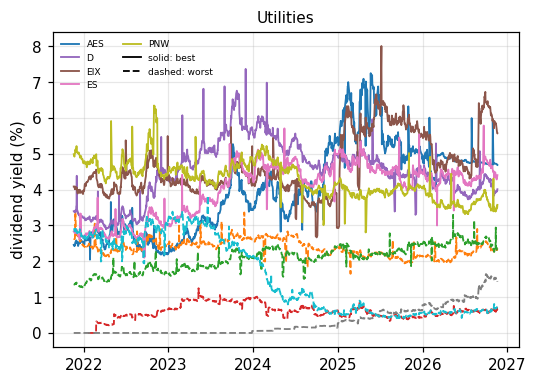 Utilities
AES
D
EIX
ES
PNW
solid: best
dashed: worst
dividend yield (%)
8
7
6
5
4
3
2
1
0
2022
2023
2024
2025
2026
2027